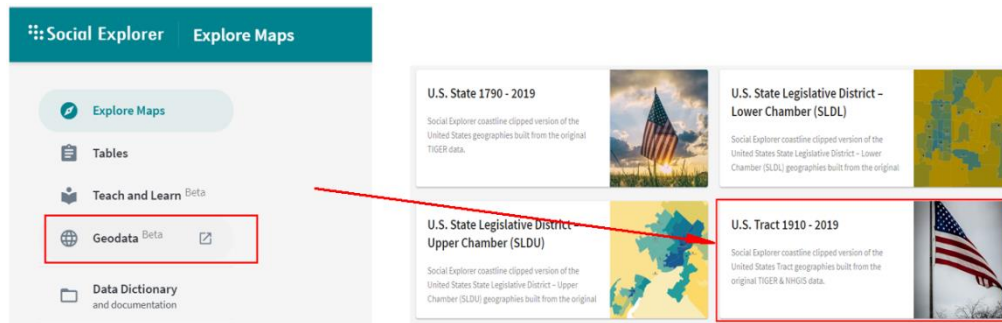 Social Explorer Explore Maps
Explore Maps
Tables
Teach and Learn Beta
Geodata Beta
Data Dictionary
and documentation
U.S. State 1790 - 2019
Social Explorer coastline clipped version of the
United States geographies built from the original
TIGER data.
U.S. State Legislative District –
Lower Chamber (SLDL)
Social Explorer coastline clipped version of the
United States State Legislative District – Lower
Chamber (SLDL) geographies built from the original
U.S. State Legislative District –
Upper Chamber (SLDU)
Social Explorer coastline clipped version of the
United States State Legislative District – Upper
Chamber (SLDU) geographies built from the original
U.S. Tract 1910 - 2019
Social Explorer coastline clipped version of the
United States Tract geographies built from the
original TIGER & NHGIS data.